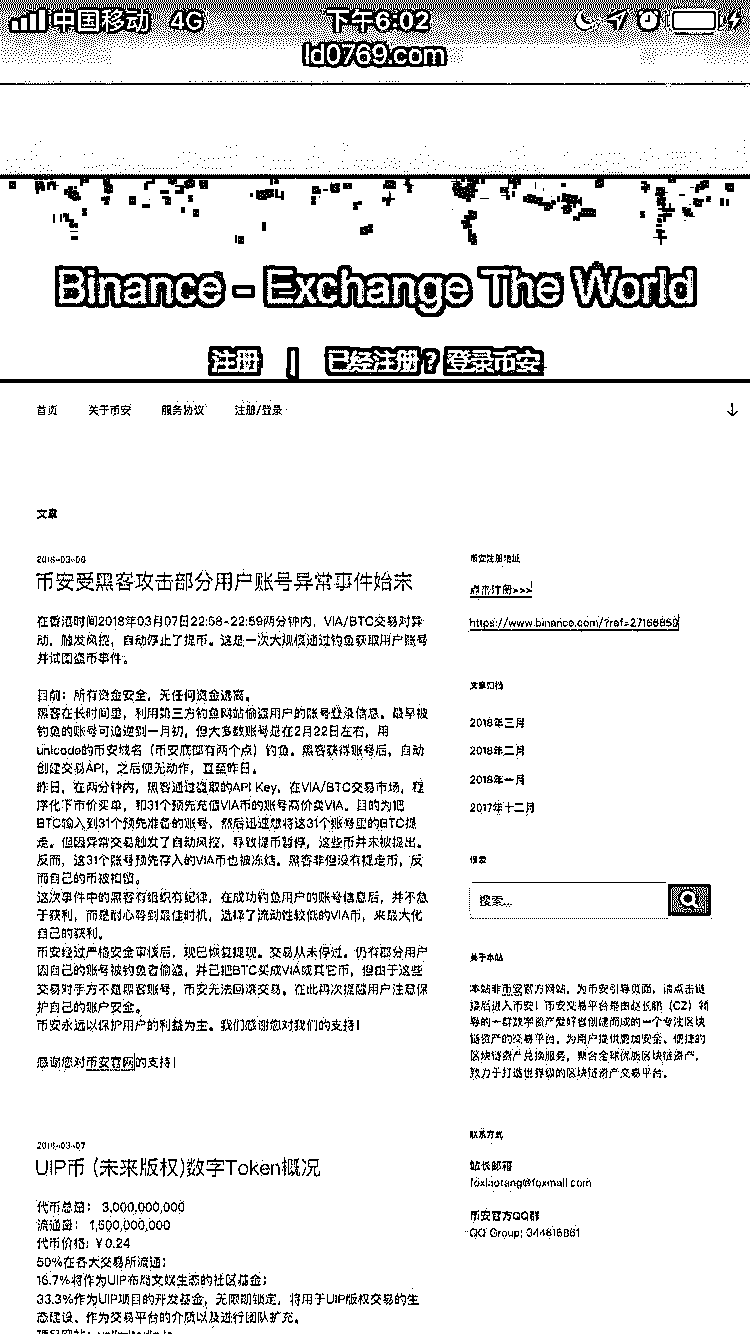 中国移动 4G 下午6:02
ld0769.com
Binance - Exchange The World
注册 | 已经注册？登录币安
首页 关于币安 服务协议 注册/登录
文章
2018-03-08
币安受黑客攻击部分用户账号异常事件始末
在香港时间2018年03月07日22:58-22:59两分钟内，VIA/BTC交易对异
动，触发风控，自动停止了提币。这是一次大规模通过钓鱼获取用户账号
并试图盗币事件。
目前：所有资金安全，无任何资金逃离。
黑客在长时间里，利用第三方钓鱼网站偷盗用户的账号登录信息。最早被
钓鱼的账号可追溯到一月初，但大多数账号是在2月22日左右，用
unicode的币安域名（币安底部有两个点）钓鱼。黑客获得账号后，自动
创建交易API，之后便无动作，直至昨日。
昨日，在两分钟内，黑客通过盗取的API Key，在VIA/BTC交易市场，程
序化下市价买单，和31个预先充值VIA币的账号高价卖VIA。目的为把
BTC输入到31个预先准备的账号，然后迅速想将这31个账号里的BTC提
走。但因异常交易触发了自动风控，导致提币暂停，这些币并未被提出。
反而，这31个账号预先存入的VIA币也被冻结。黑客非但没有提走币，反
而自己的币被扣留。
这次事件中的黑客有组织有纪律，在成功钓鱼用户的账号信息后，并不急
于获利，而是耐心等到最佳时机，选择了流动性较低的VIA币，来最大化
自己的获利。
币安经过严格安全审核后，现已恢复提现。交易从未停过。仍有部分用户
因自己的账号被钓鱼者偷盗，并已把BTC买成VIA或其它币，但由于这些
交易对手方不是黑客账号，币安无法回滚交易。在此再次提醒用户注意保
护自己的账户安全。
币安永远以保护用户的利益为主。我们感谢您对我们的支持！
感谢您对币安官网的支持！
2018-03-07
UIP币 (未来版权)数字Token概况
代币总量： 3,000,000,000
流通量： 1,500,000,000
代币价格: ¥ 0.24
50%在各大交易所流通；
16.7%将作为UIP布局文娱生态的社区基金；
33.3%作为UIP项目的开发基金，无限期锁定，将用于UIP版权交易的生
态建设、作为交易平台的介质以及进行团队扩充。
币安注册地址
点击注册>>>
https://www.binance.com/?ref=27166850
文章归档
2018年三月
2018年二月
2018年一月
2017年十二月
搜索
搜索...
关于本站
本站非币安官方网站，为币安引导页面，请点击链
接后进入币安！币安交易平台是由赵长鹏（CZ）领
导的一群数字资产爱好者创建而成的一个专注区块
链资产的交易平台，为用户提供更加安全、便捷的
区块链资产兑换服务，聚合全球优质区块链资产，
致力于打造世界级的区块链资产交易平台。
联系方式
站长邮箱
foxlaotang@foxmail.com
币安官方QQ群
QQ Group: 344616861